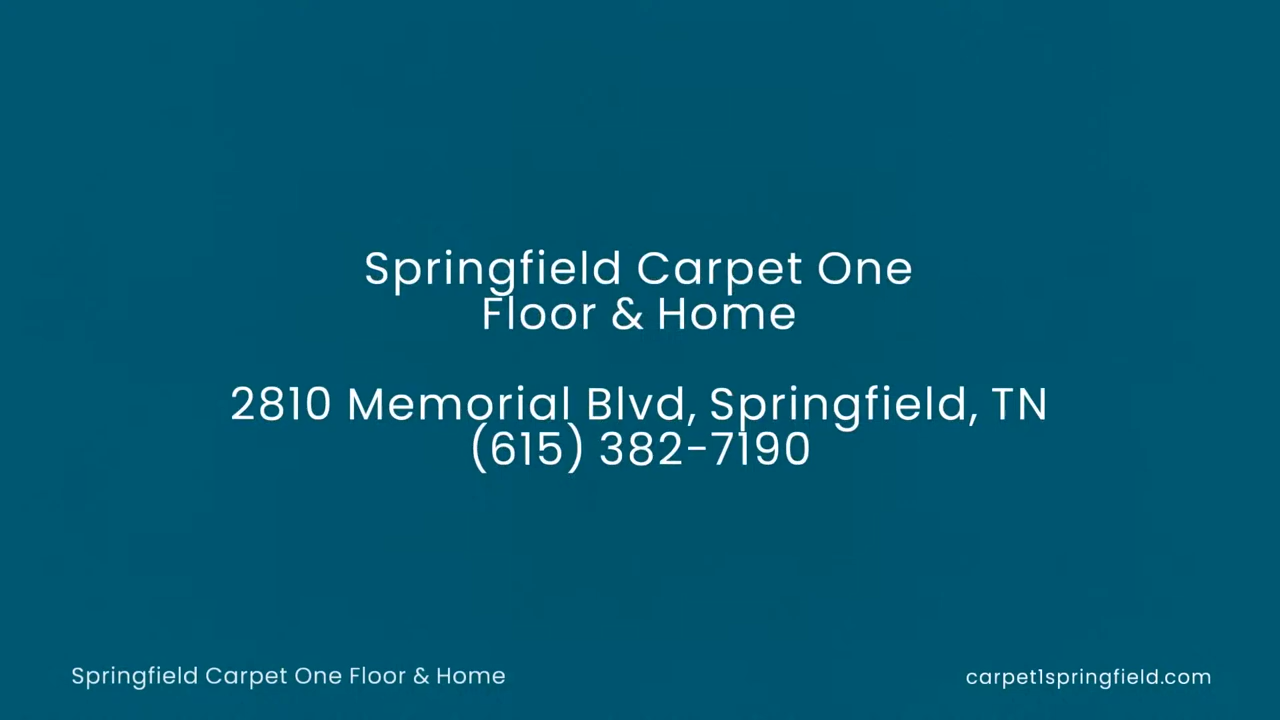 Springfield Carpet One
Floor & Home
2810 Memorial Blvd, Springfield, TN
(615) 382-7190
Springfield Carpet One Floor & Home
carpet1springfield.com